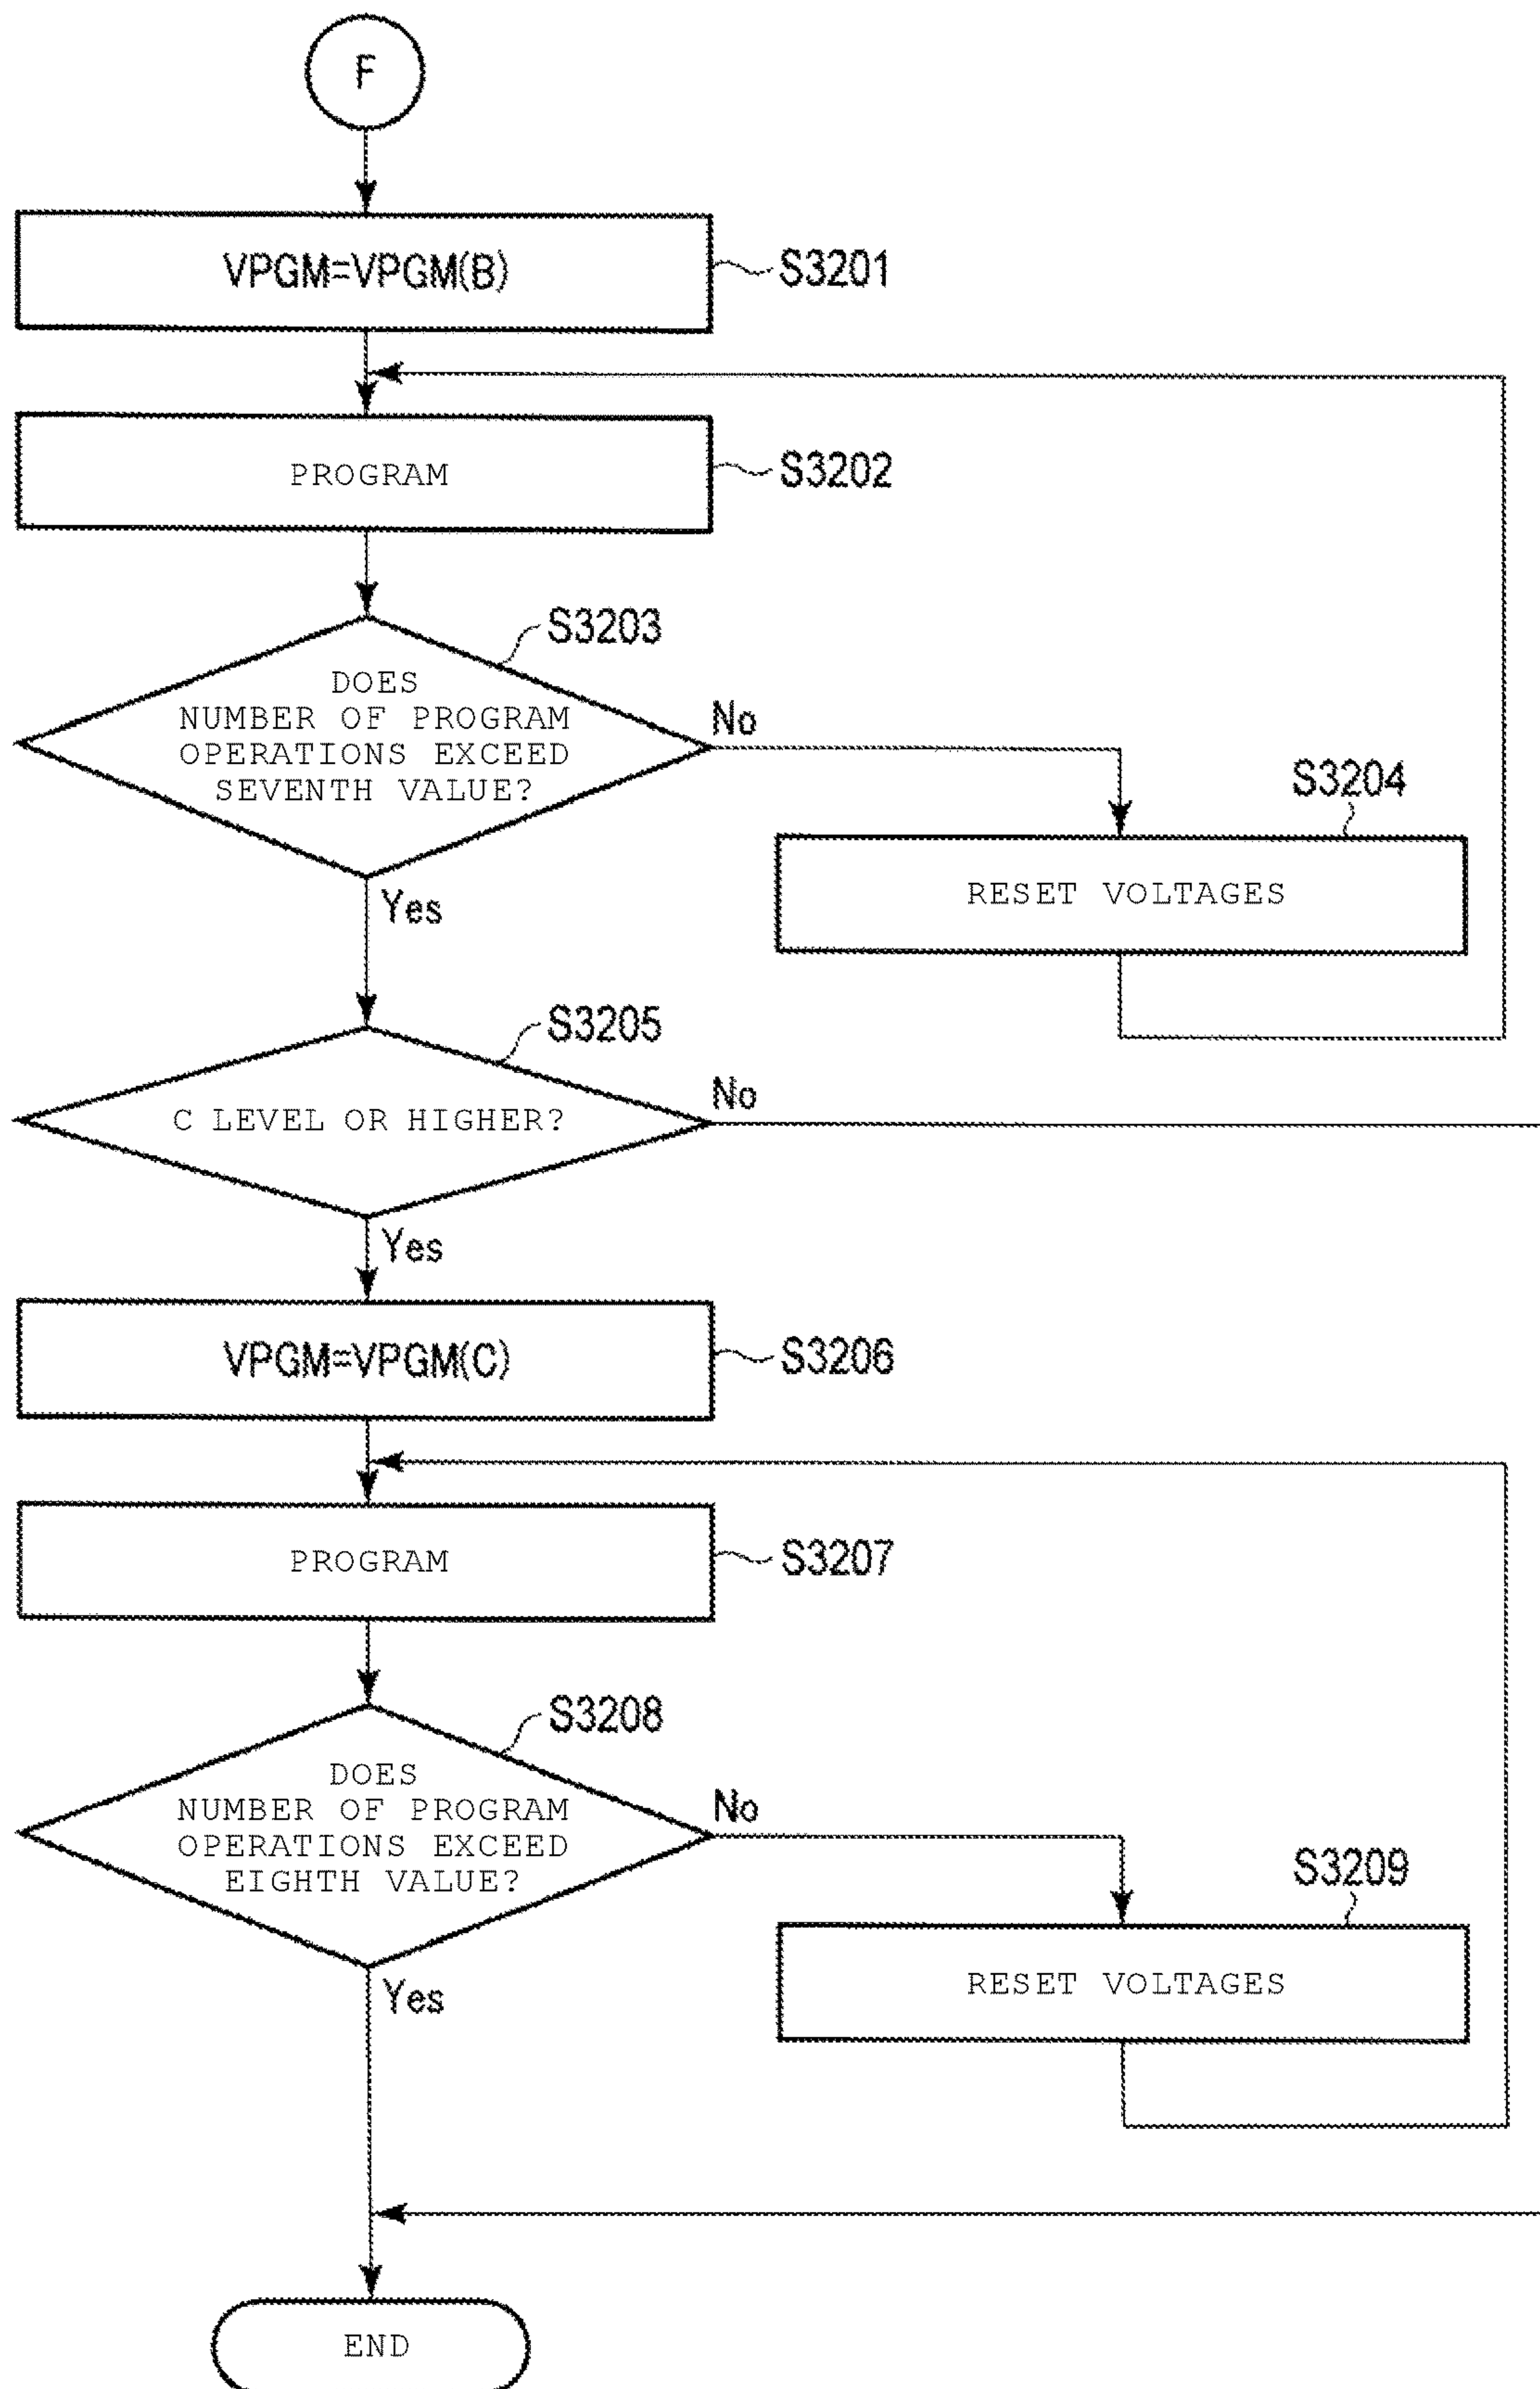 F
VPGM=VPGM(B)
S3201
PROGRAM
S3202
S3203
DOES
NUMBER OF PROGRAM
OPERATIONS EXCEED
SEVENTH VALUE?
No
S3204
RESET VOLTAGES
Yes
S3205
C LEVEL OR HIGHER?
No
Yes
VPGM=VPGM(C)
S3206
PROGRAM
S3207
S3208
DOES
NUMBER OF PROGRAM
OPERATIONS EXCEED
EIGHTH VALUE?
No
S3209
RESET VOLTAGES
Yes
END